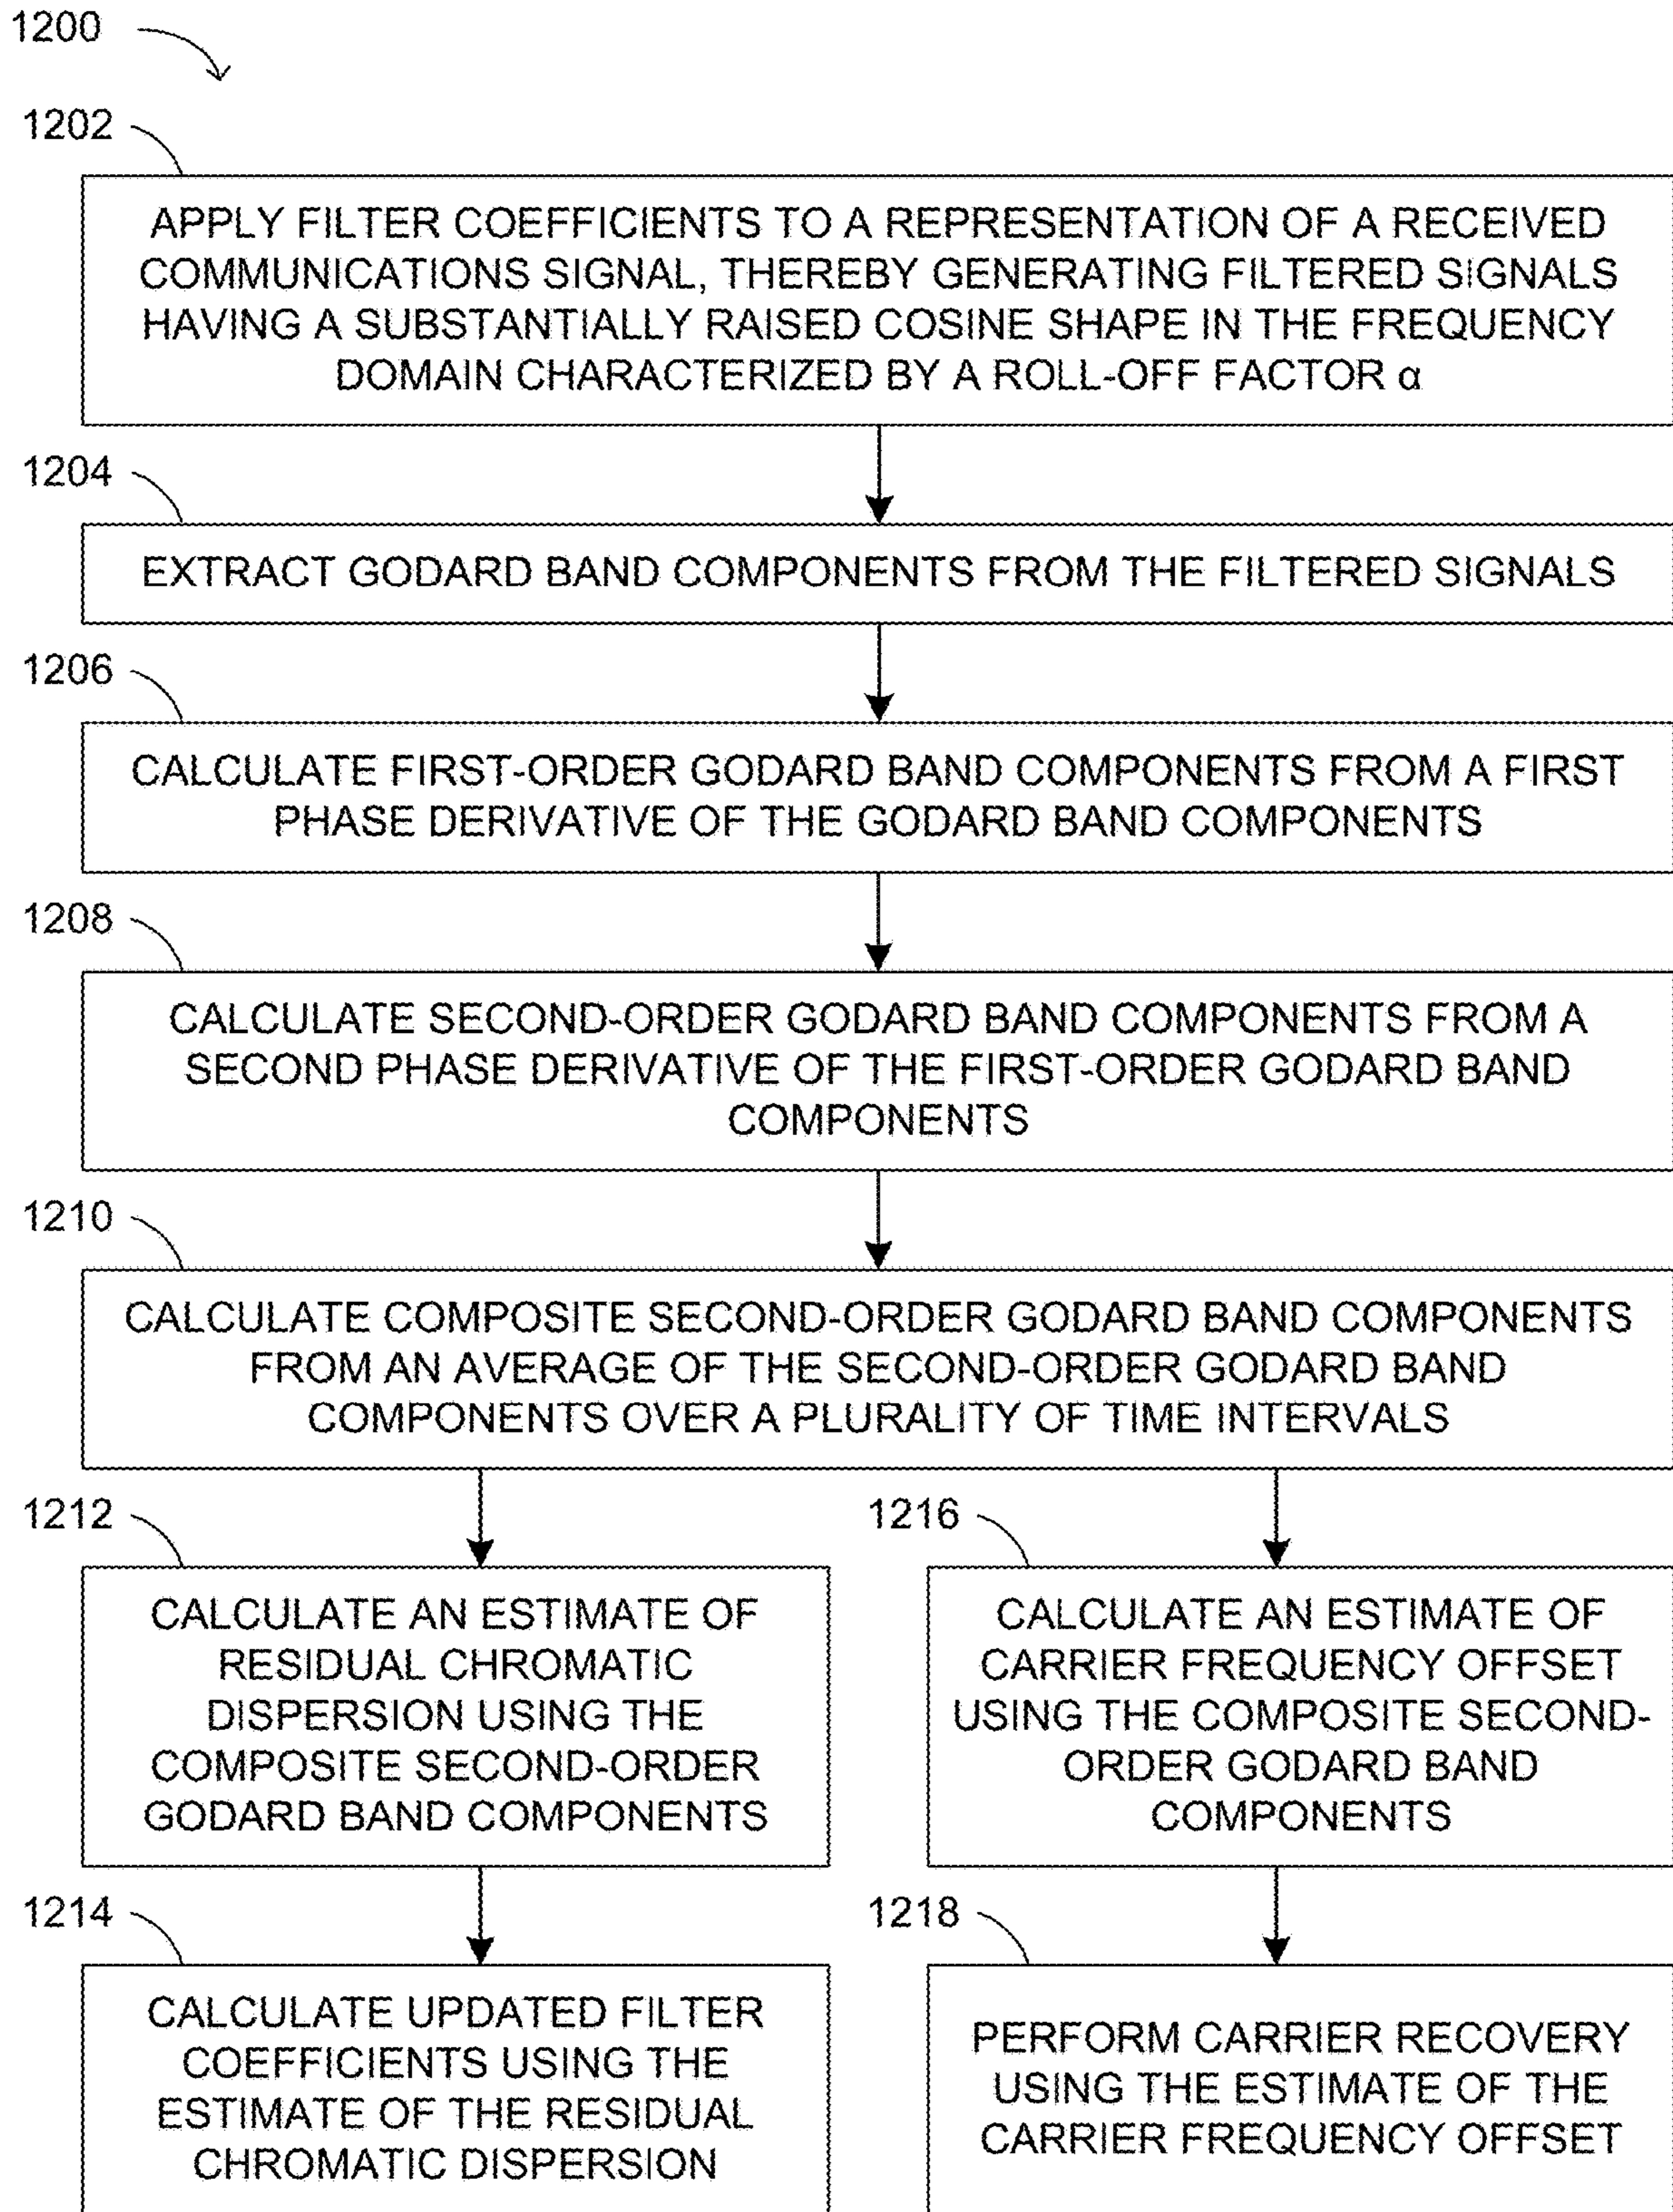 1200
1202
APPLY FILTER COEFFICIENTS TO A REPRESENTATION OF A RECEIVED
COMMUNICATIONS SIGNAL, THEREBY GENERATING FILTERED SIGNALS
HAVING A SUBSTANTIALLY RAISED COSINE SHAPE IN THE FREQUENCY
DOMAIN CHARACTERIZED BY A ROLL-OFF FACTOR α
1204
EXTRACT GODARD BAND COMPONENTS FROM THE FILTERED SIGNALS
1206
CALCULATE FIRST-ORDER GODARD BAND COMPONENTS FROM A FIRST
PHASE DERIVATIVE OF THE GODARD BAND COMPONENTS
1208
CALCULATE SECOND-ORDER GODARD BAND COMPONENTS FROM A
SECOND PHASE DERIVATIVE OF THE FIRST-ORDER GODARD BAND
COMPONENTS
1210
CALCULATE COMPOSITE SECOND-ORDER GODARD BAND COMPONENTS
FROM AN AVERAGE OF THE SECOND-ORDER GODARD BAND
COMPONENTS OVER A PLURALITY OF TIME INTERVALS
1212
CALCULATE AN ESTIMATE OF
RESIDUAL CHROMATIC
DISPERSION USING THE
COMPOSITE SECOND-ORDER
GODARD BAND COMPONENTS
1214
CALCULATE UPDATED FILTER
COEFFICIENTS USING THE
ESTIMATE OF THE RESIDUAL
CHROMATIC DISPERSION
1216
CALCULATE AN ESTIMATE OF
CARRIER FREQUENCY OFFSET
USING THE COMPOSITE SECOND-
ORDER GODARD BAND
COMPONENTS
1218
PERFORM CARRIER RECOVERY
USING THE ESTIMATE OF THE
CARRIER FREQUENCY OFFSET